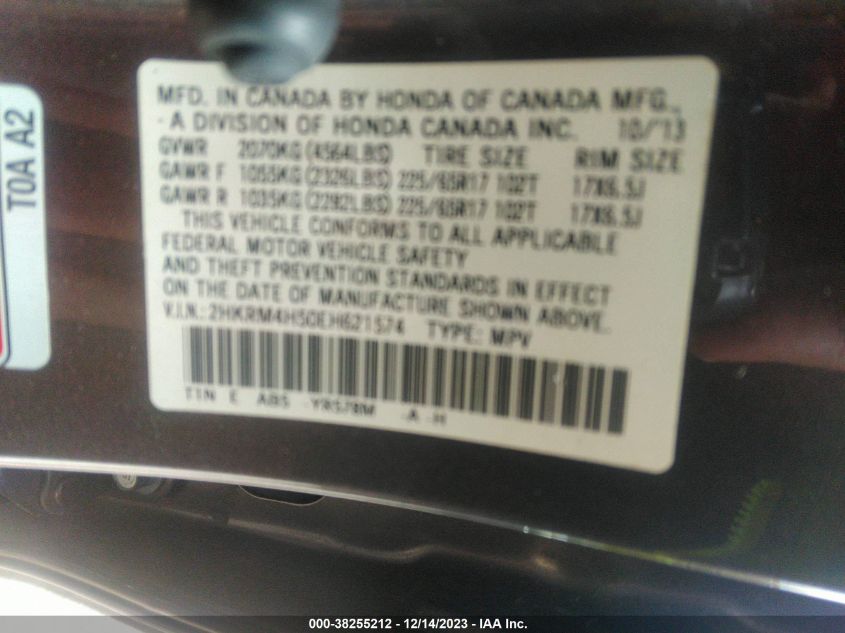 MFD. IN CANADA BY HONDA OF CANADA MFG.,
A DIVISION OF HONDA CANADA INC. 10/'13
GVWR 2070KG (4564LBS) TIRE SIZE RIM SIZE
GAWR F 1055KG (2326LBS) 225/65R17 102T 17X6.5J
GAWR R 1035KG (2282LBS) 225/65R17 102T 17X6.5J
THIS VEHICLE CONFORMS TO ALL APPLICABLE
FEDERAL MOTOR VEHICLE SAFETY
AND THEFT PREVENTION STANDARDS IN EFFECT
ON THE DATE OF MANUFACTURE SHOWN ABOVE.
V.I.N.: 2HKRM4H50EH621574 TYPE: MPV
T1N E ABS YR578M -A -H
T0A A2
000-38255212 - 12/14/2023 - IAA Inc.